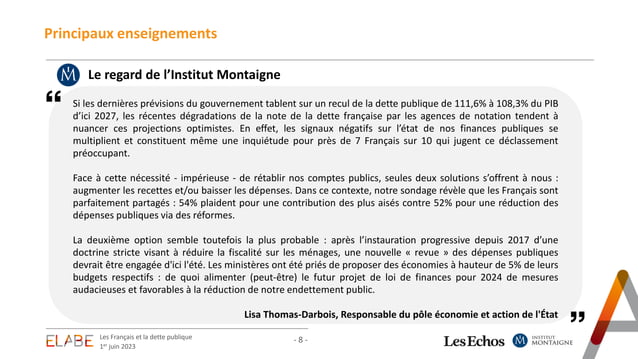 Principaux enseignements
Le regard de l’Institut Montaigne
“
Si les dernières prévisions du gouvernement tablent sur un recul de la dette publique de 111,6% à 108,3% du PIB
d’ici 2027, les récentes dégradations de la note de la dette française par les agences de notation tendent à
nuancer ces projections optimistes. En effet, les signaux négatifs sur l’état de nos finances publiques se
multiplient et constituent même une inquiétude pour près de 7 Français sur 10 qui jugent ce déclassement
préoccupant.
Face à cette nécessité - impérieuse - de rétablir nos comptes publics, seules deux solutions s’offrent à nous :
augmenter les recettes et/ou baisser les dépenses. Dans ce contexte, notre sondage révèle que les Français sont
parfaitement partagés : 54% plaident pour une contribution des plus aisés contre 52% pour une réduction des
dépenses publiques via des réformes.
La deuxième option semble toutefois la plus probable : après l’instauration progressive depuis 2017 d’une
doctrine stricte visant à réduire la fiscalité sur les ménages, une nouvelle « revue » des dépenses publiques
devrait être engagée d'ici l'été. Les ministères ont été priés de proposer des économies à hauteur de 5% de leurs
budgets respectifs : de quoi alimenter (peut-être) le futur projet de loi de finances pour 2024 de mesures
audacieuses et favorables à la réduction de notre endettement public.
Lisa Thomas-Darbois, Responsable du pôle économie et action de l'État
”
ELABE
Les Français et la dette publique
1er juin 2023
- 8 -
Les Echos
INSTITUT
MONTAIGNE